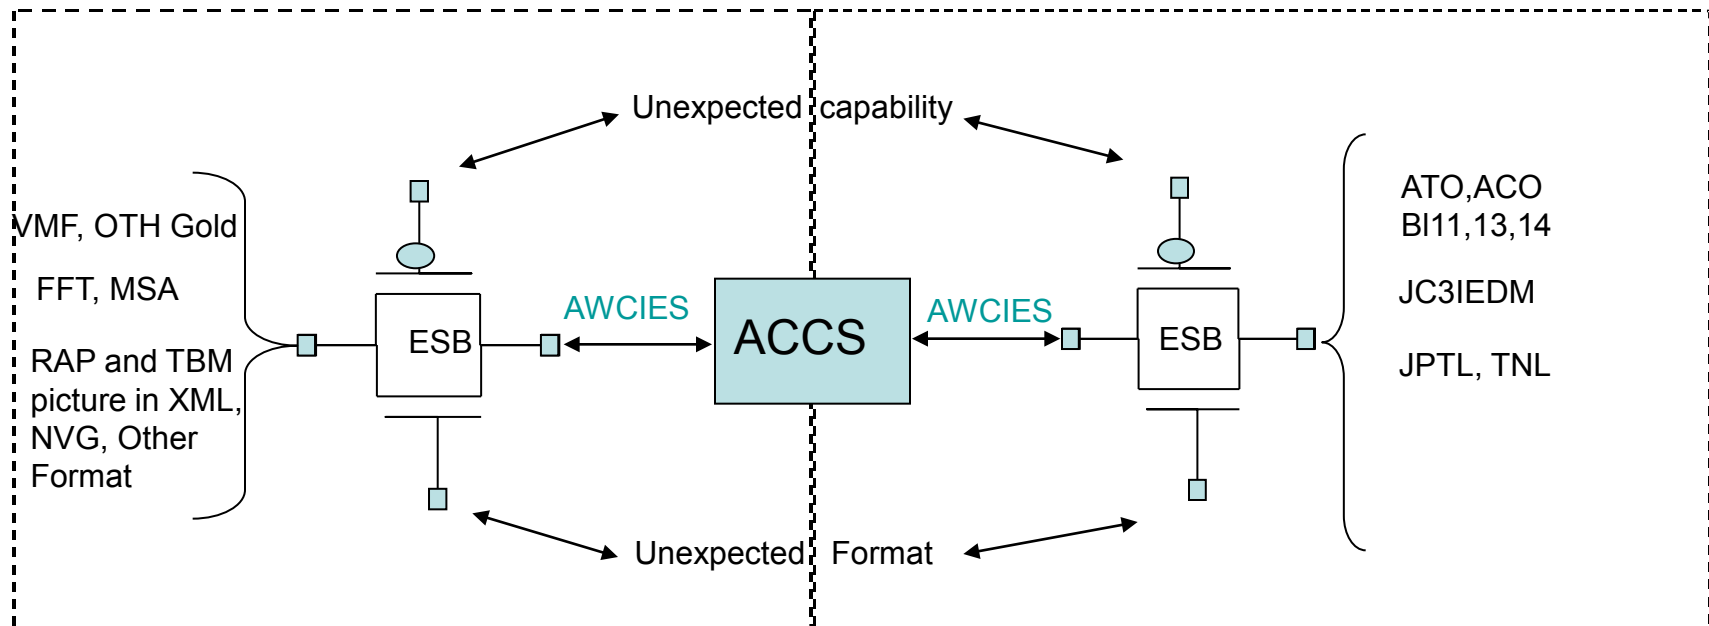 Unexpected capability
VMF, OTH Gold
FFT, MSA
RAP and TBM
picture in XML,
NVG, Other
Format
ESB
AWCIES
ACCS
AWCIES
ESB
ATO,ACO
BI11,13,14
JC3IEDM
JPTL, TNL
Unexpected Format